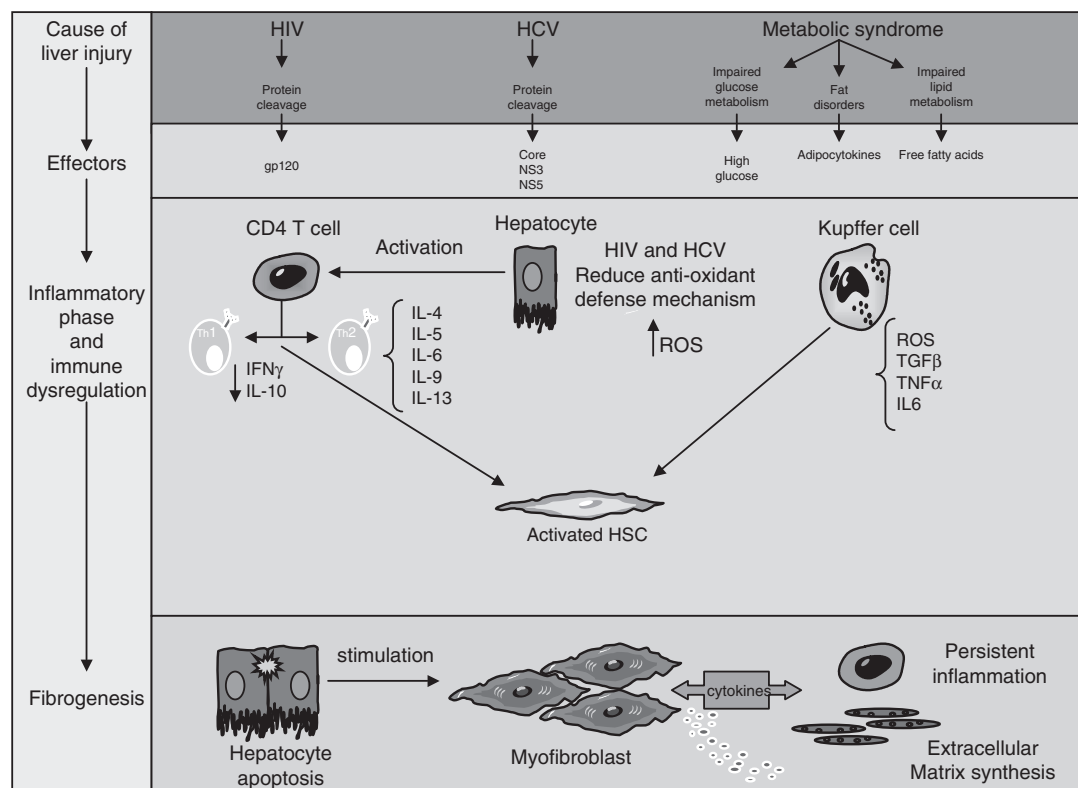 Cause of
liver injury
Effectors
Inflammatory
phase
and
immune
dysregulation
Fibrogenesis
HIV
HCV
Metabolic syndrome
Protein
cleavage
Protein
cleavage
Impaired
glucose
metabolism
Fat
disorders
Impaired
lipid
metabolism
gp120
Core
NS3
NS5
High
glucose
Adipocytokines
Free fatty acids
CD4 T cell
Activation
Hepatocyte
HIV and HCV
Reduce anti-oxidant
defense mechanism
ROS
Kupffer cell
Th1
Th2
IFNγ
IL-10
IL-4
IL-5
IL-6
IL-9
IL-13
ROS
TGFβ
TNFα
IL6
Activated HSC
stimulation
Hepatocyte
apoptosis
Myofibroblast
cytokines
Persistent
inflammation
Extracellular
Matrix synthesis